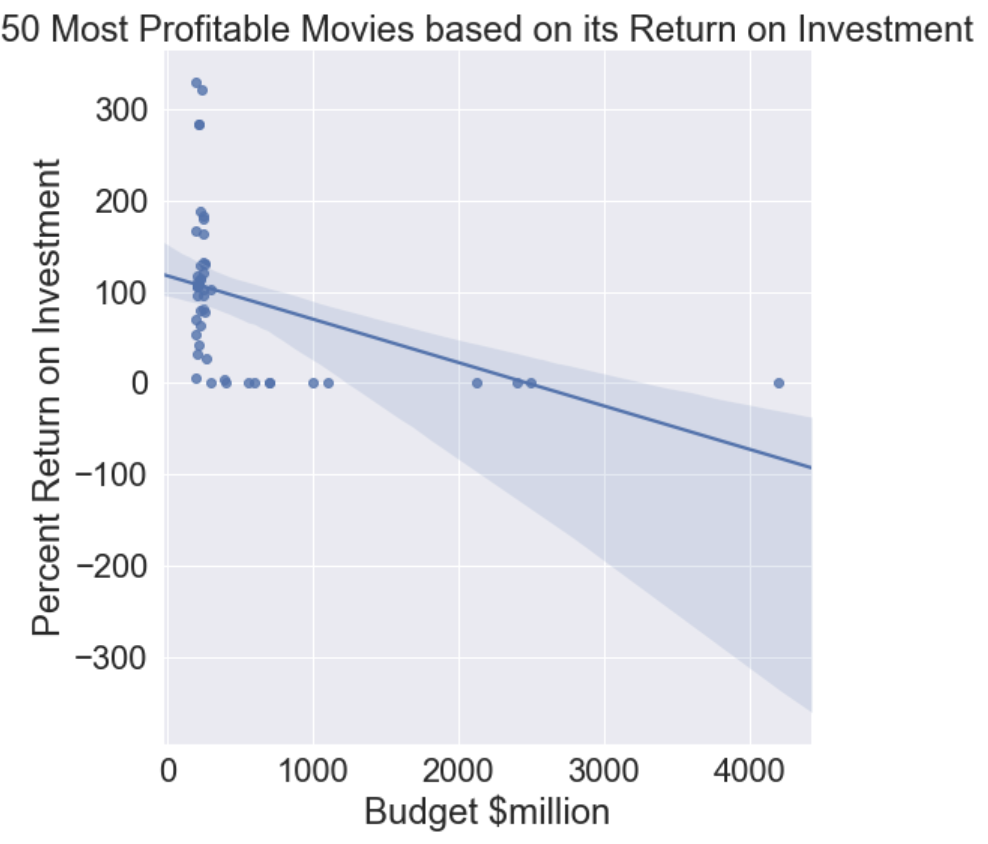 50 Most Profitable Movies based on its Return on Investment
Percent Return on Investment
300
200
100
0
−100
−200
−300
0 1000 2000 3000 4000
Budget $million